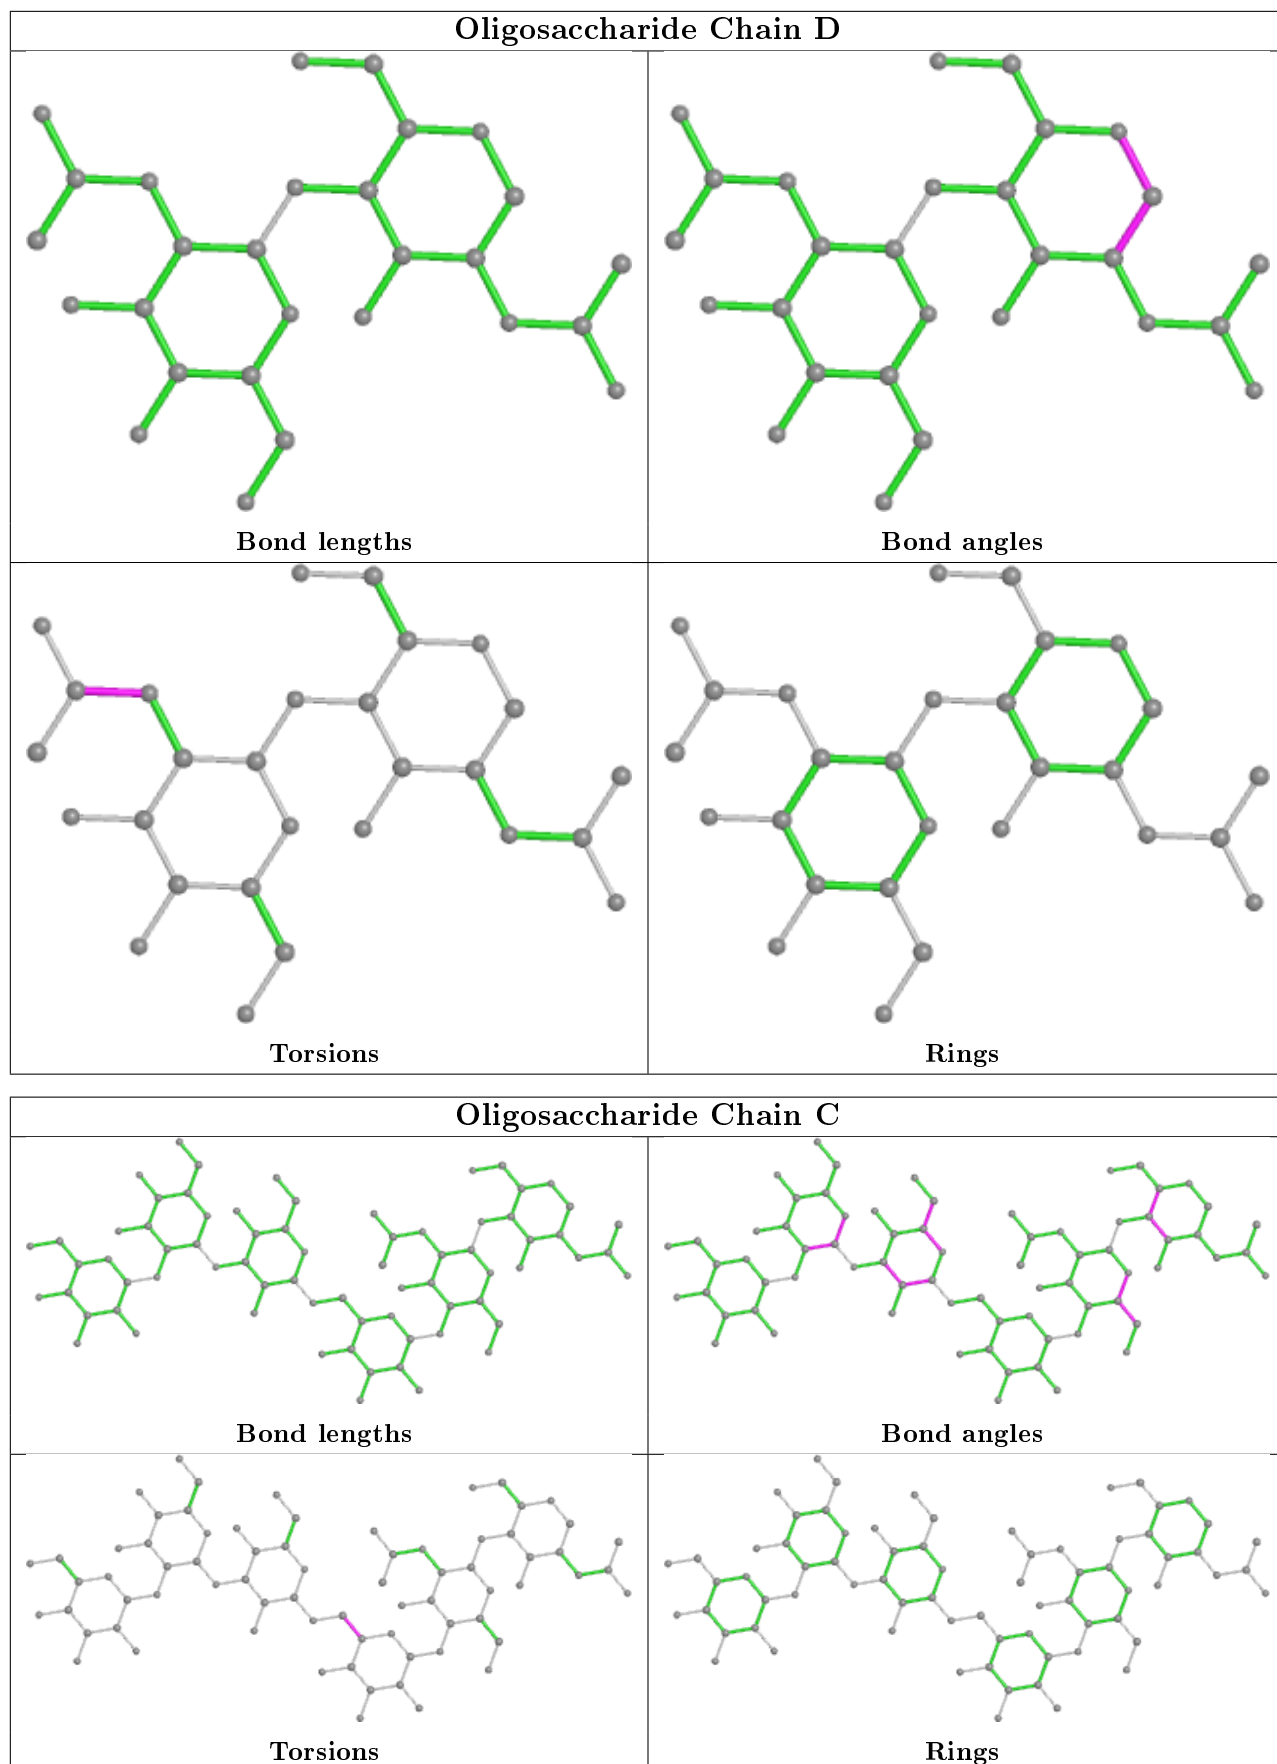 Oligosaccharide Chain D
Bond lengths
Bond angles
Torsions
Rings
Oligosaccharide Chain C
Bond lengths
Bond angles
Torsions
Rings